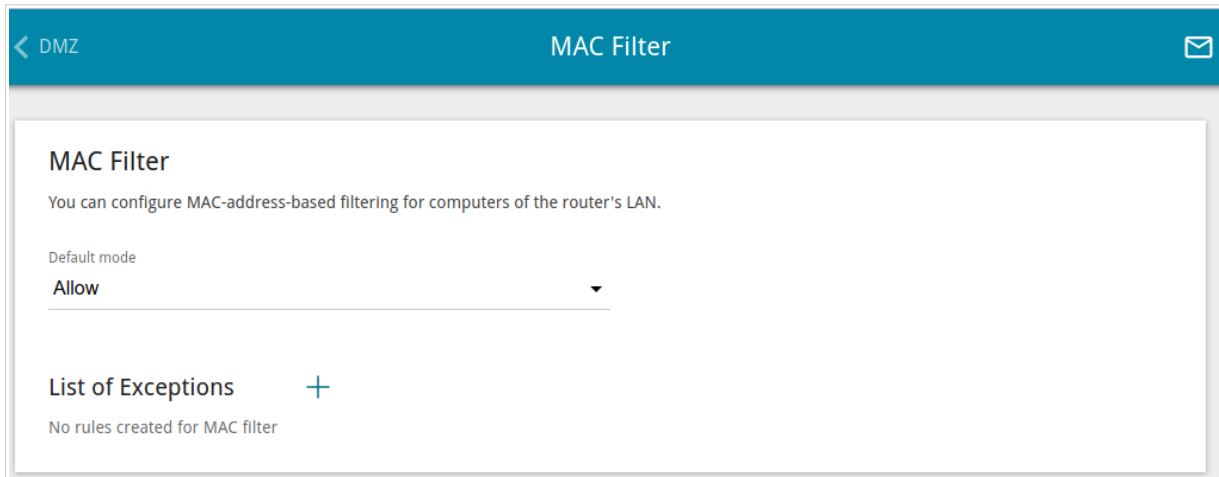 DMZ
MAC Filter
MAC Filter
You can configure MAC-address-based filtering for computers of the router's LAN.
Default mode
Allow
List of Exceptions
No rules created for MAC filter